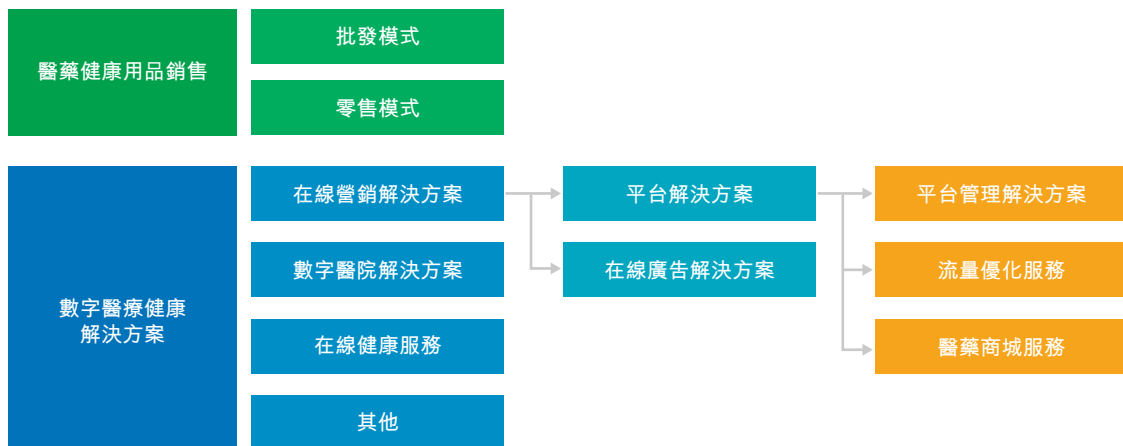 醫藥健康用品銷售
批發模式
零售模式
數字醫療健康
解決方案
在線營銷解決方案
數字醫院解決方案
在線健康服務
其他
平台解決方案
在線廣告解決方案
平台管理解決方案
流量優化服務
醫藥商城服務